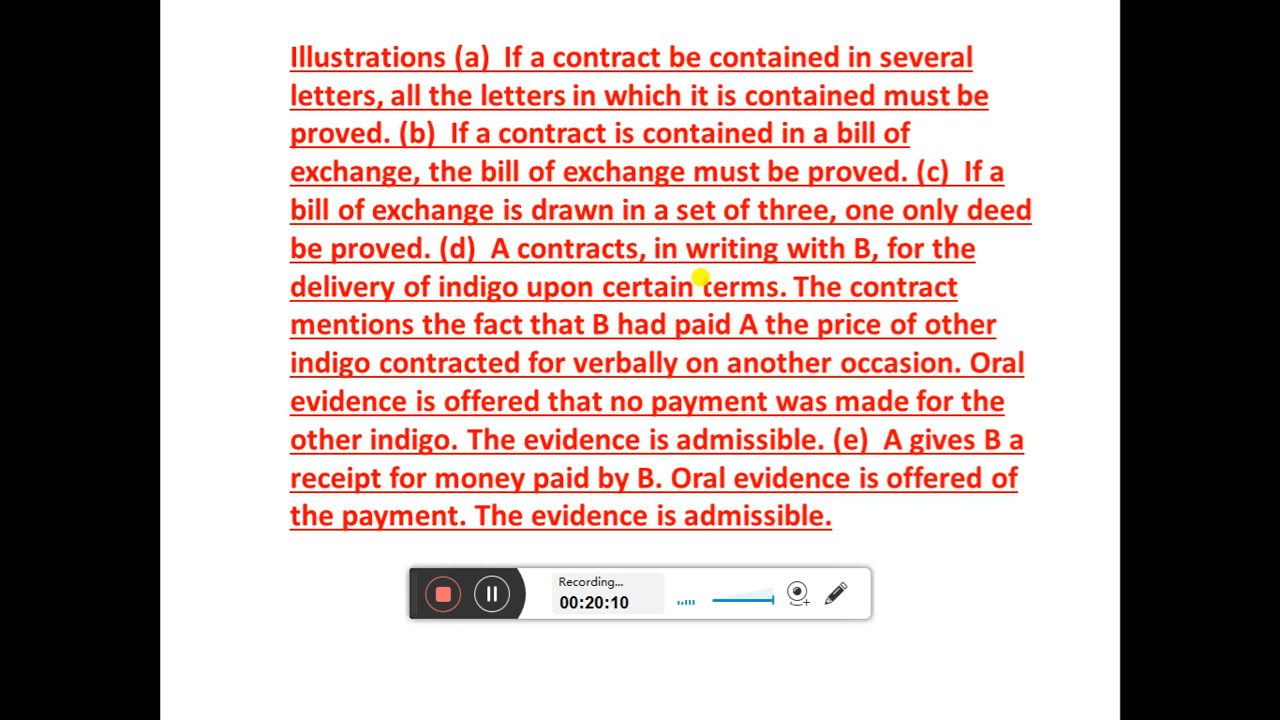 Illustrations (a)  If a contract be contained in several
letters, all the letters in which it is contained must be
proved. (b)  If a contract is contained in a bill of
exchange, the bill of exchange must be proved. (c)  If a
bill of exchange is drawn in a set of three, one only deed
be proved. (d)  A contracts, in writing with B, for the
delivery of indigo upon certain terms. The contract
mentions the fact that B had paid A the price of other
indigo contracted for verbally on another occasion. Oral
evidence is offered that no payment was made for the
other indigo. The evidence is admissible. (e)  A gives B a
receipt for money paid by B. Oral evidence is offered of
the payment. The evidence is admissible.
Recording...
00:20:10